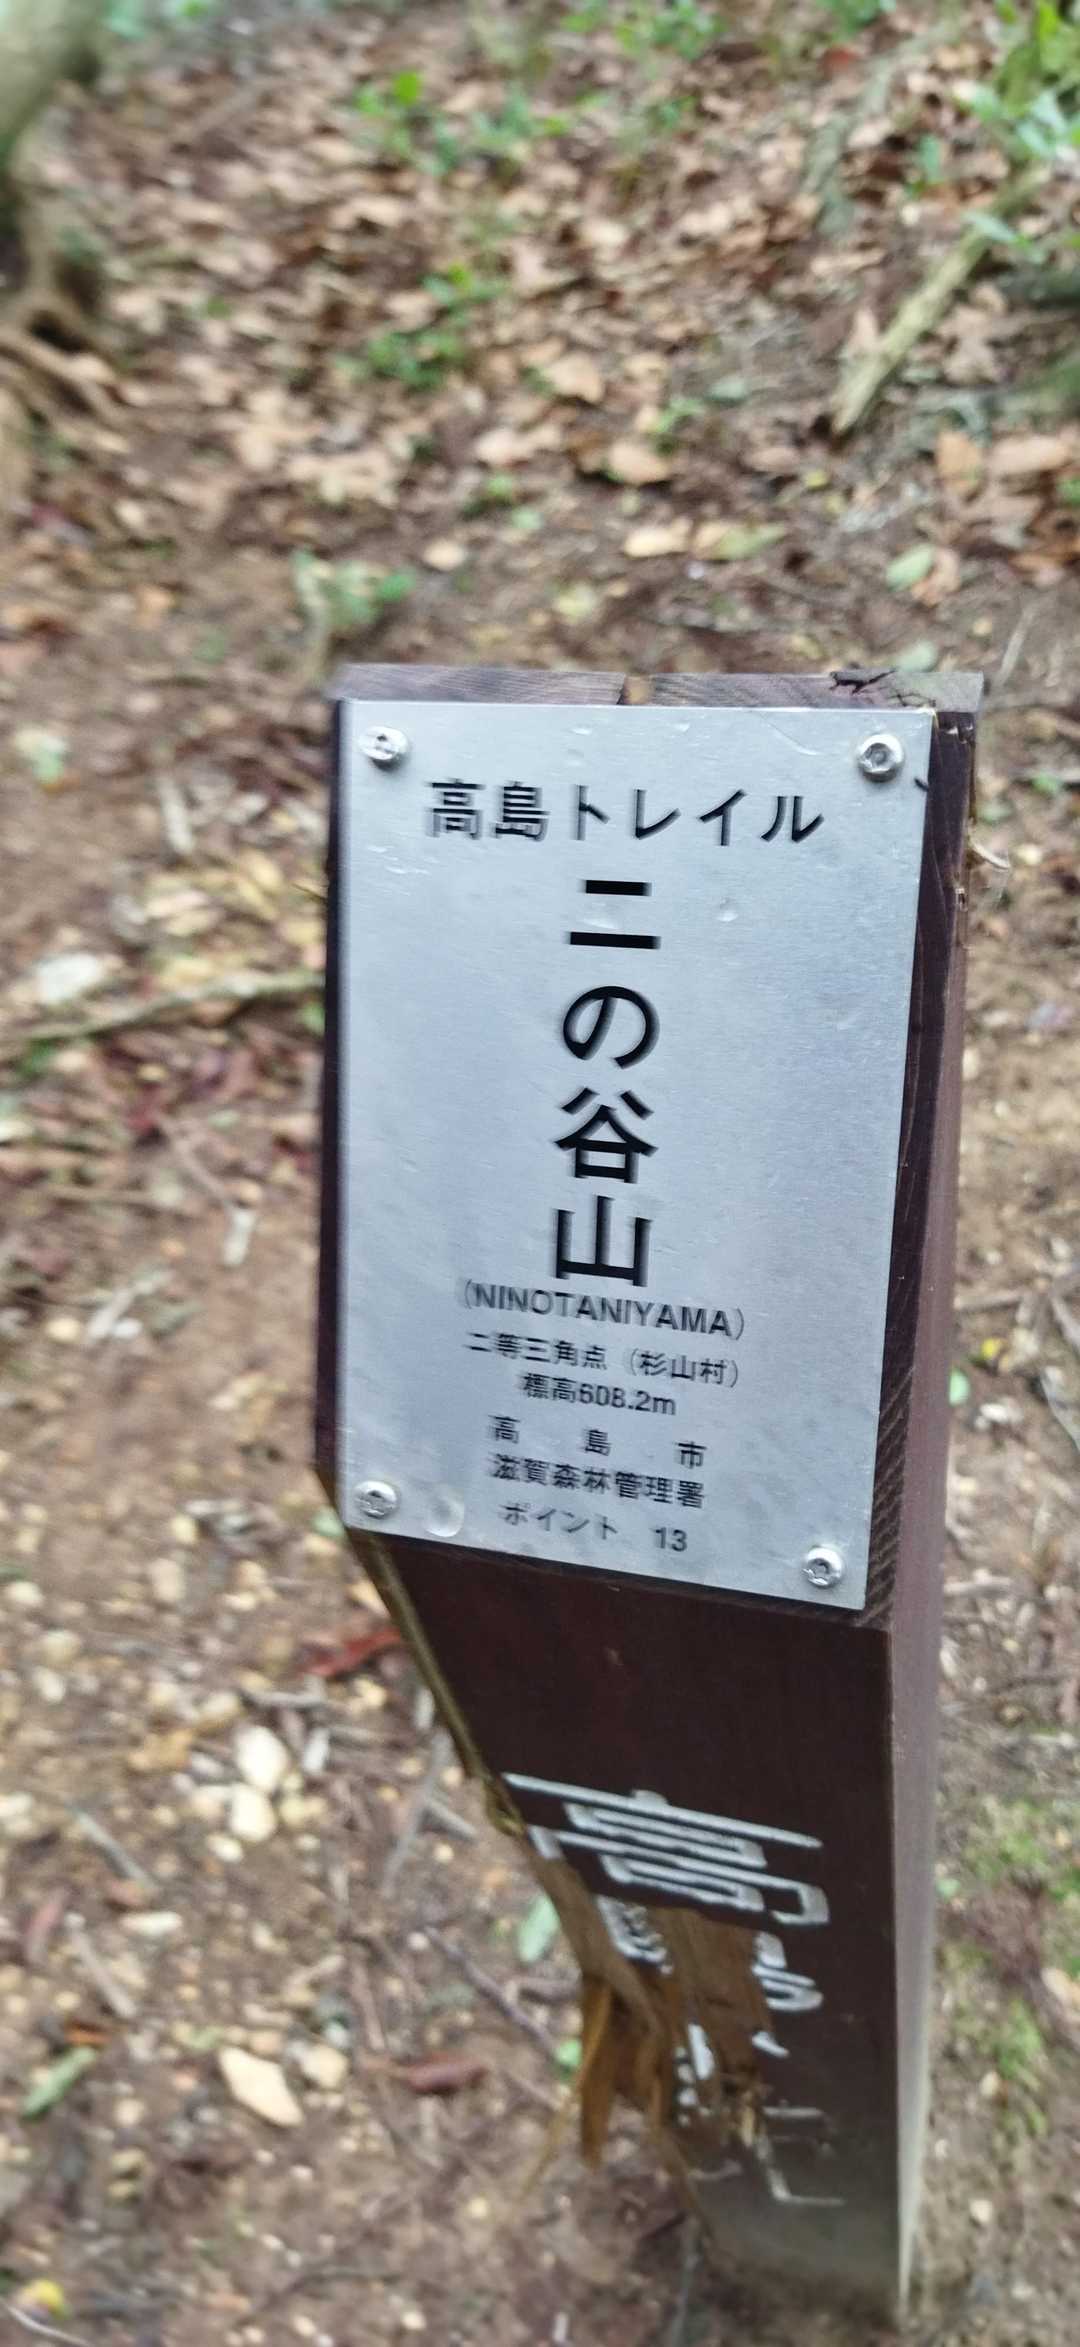 高島トレイル
二の谷山
(NINOTANIYAMA)
二等三角点 (杉山村)
標高608.2m
高 島 市
滋賀森林管理署
ポイント 13
高